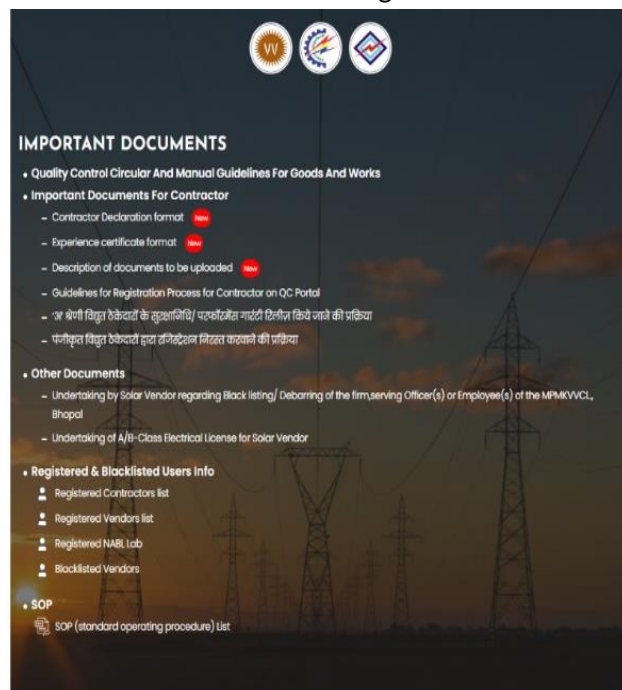 VV
IMPORTANT DOCUMENTS
• Quality Control Circular And Manual Guidelines For Goods And Works
• Important Documents For Contractor
– Contractor Declaration format New
– Experience certificate format New
– Description of documents to be uploaded New
– Guidelines for Registration Process for Contractor on QC Portal
– 'अ' श्रेणी विद्युत ठेकेदारों के सुरक्षानिधि/ परफॉरमेंस गारंटी रिलीज़ किये जाने की प्रक्रिया
– पंजीकृत विद्युत ठेकेदारों द्वारा रजिस्ट्रेशन निरस्त करवाने की प्रक्रिया
• Other Documents
– Undertaking by Solar Vendor regarding Black listing/ Debarring of the firm,serving Officer(s) or Employee(s) of the MPMKVVCL,
Bhopal
– Undertaking of A/B-Class Electrical License for Solar Vendor
• Registered & Blacklisted Users Info
Registered Contractors list
Registered Vendors list
Registered NABL Lab
Blacklisted Vendors
• SOP
SOP (standard operating procedure) List